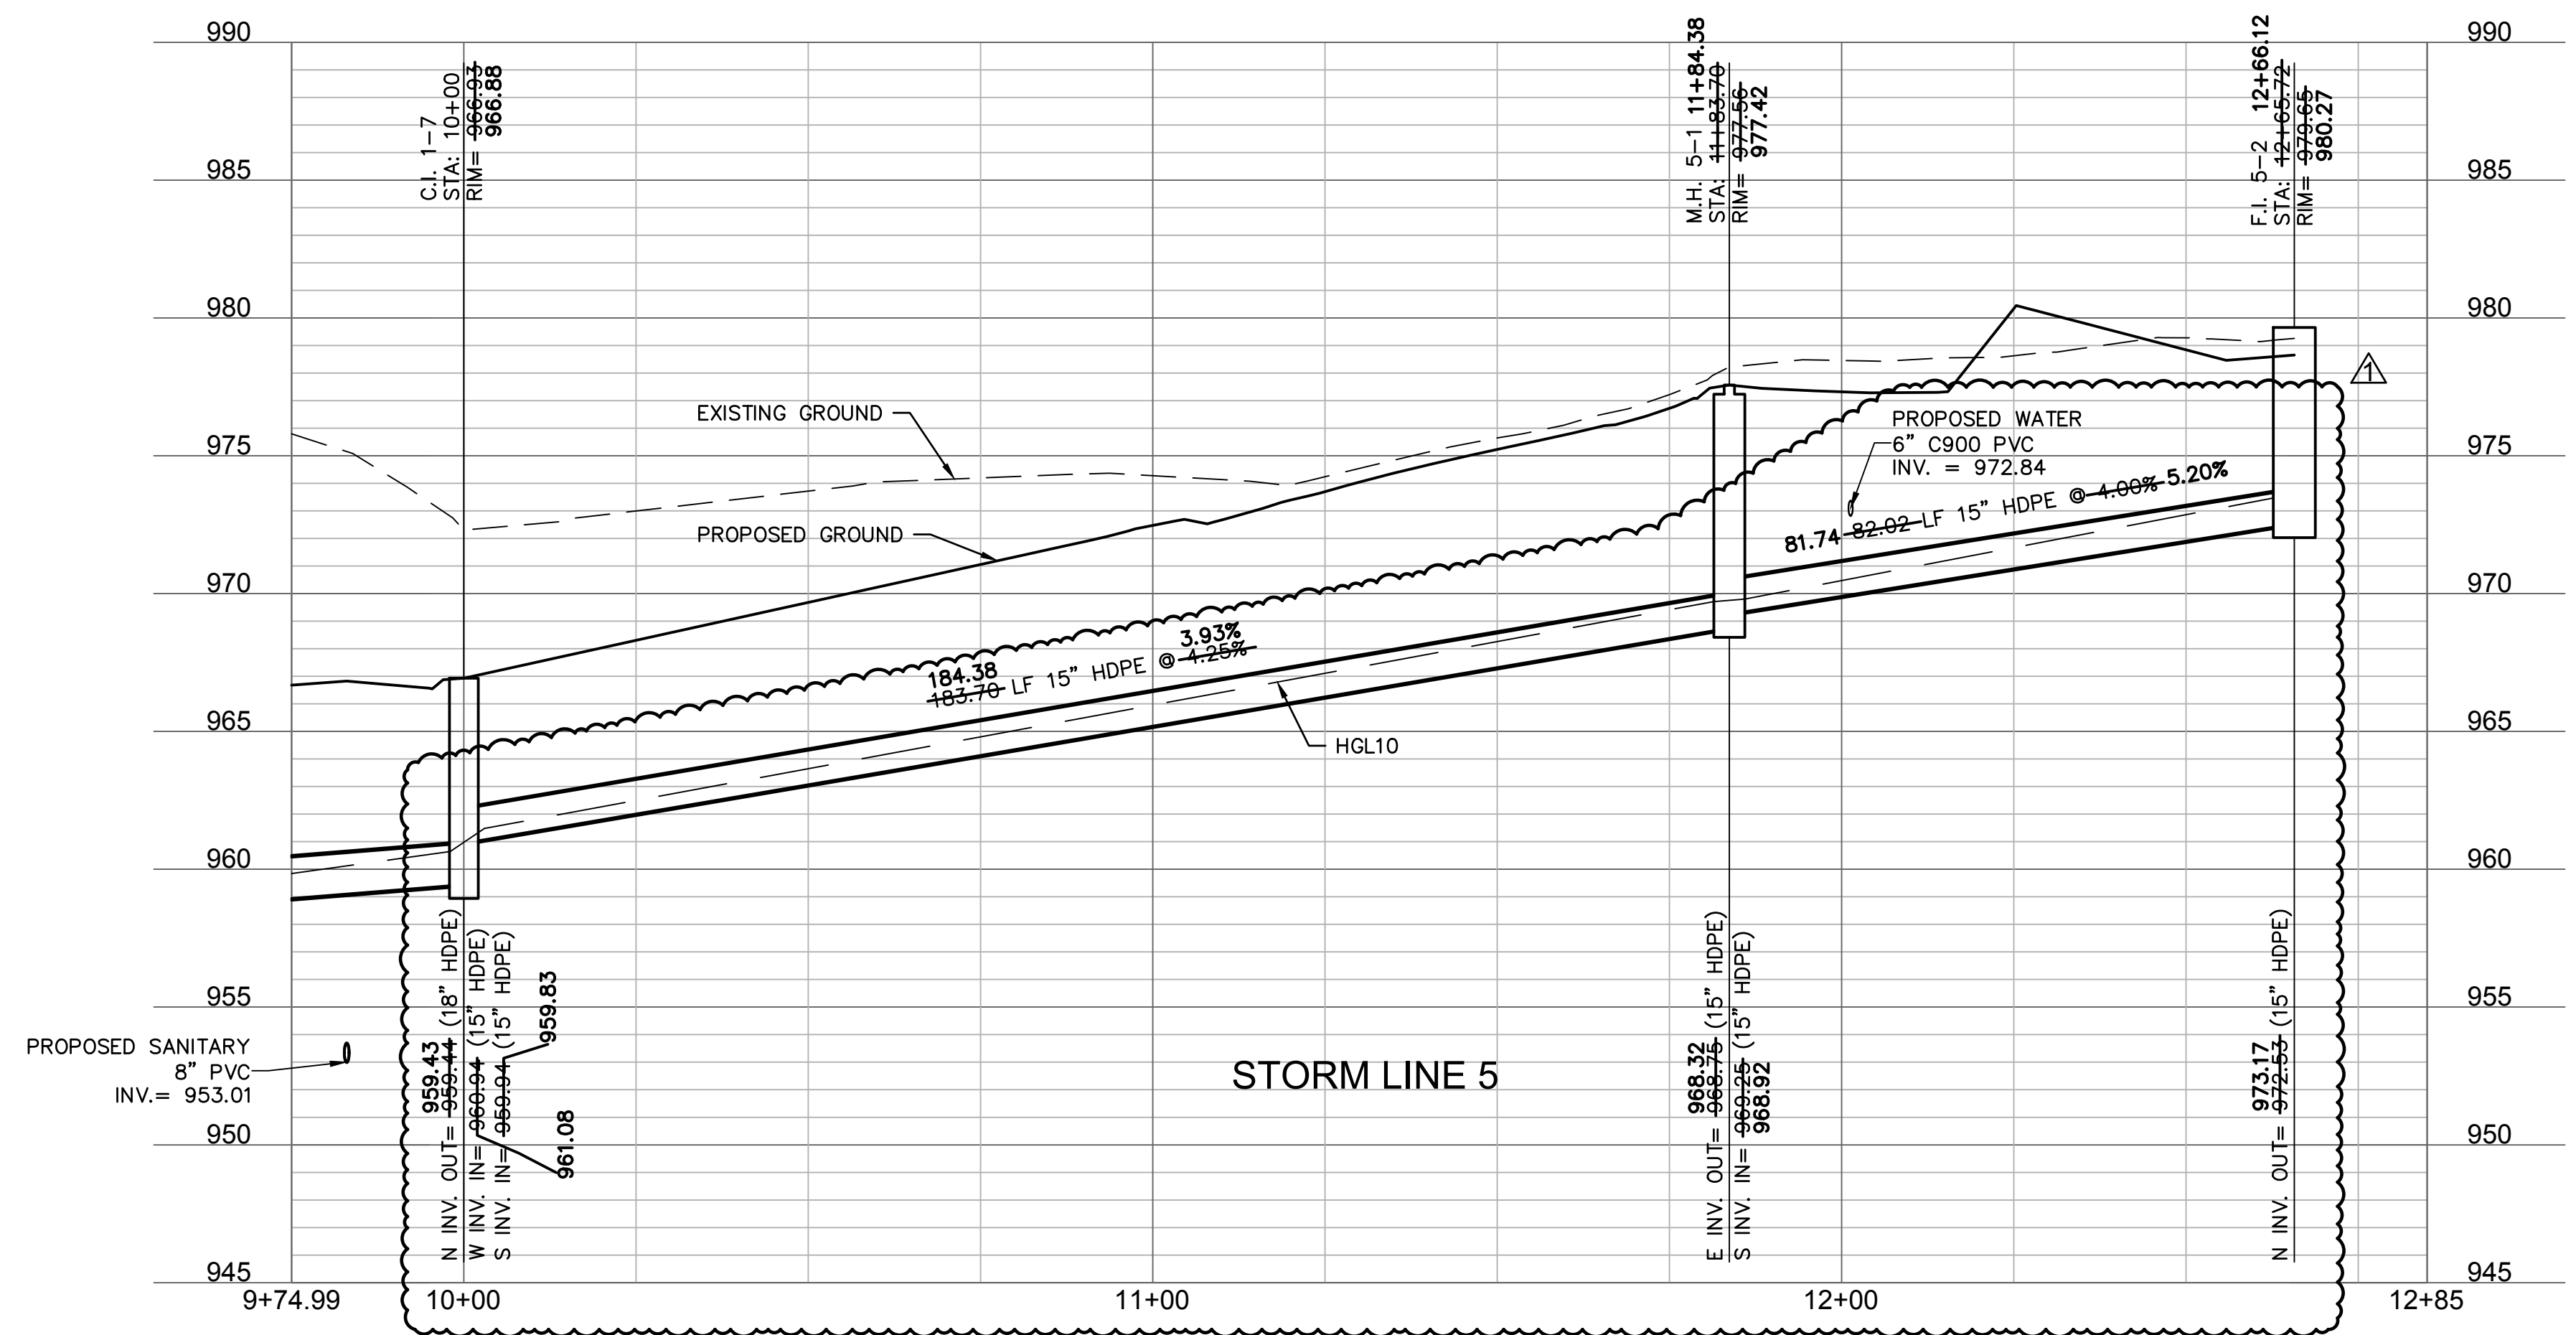 990
990
985
985
980
980
975
975
970
970
965
965
960
960
955
955
950
950
945
945
C.I. 1-7
STA: 10+00
RIM= 966.93
966.88
M.H. 5-1 11+84.38
STA: 11+83.70
RIM= 977.56
977.42
F.I. 5-2 12+66.12
STA: 12+65.72
RIM= 979.65
980.27
1
EXISTING GROUND
PROPOSED GROUND
PROPOSED WATER
6" C900 PVC
INV. = 972.84
81.74 82.02 LF 15" HDPE @ 4.00% 5.20%
184.38
3.93%
183.70 LF 15" HDPE @ 4.25%
HGL10
PROPOSED SANITARY
8" PVC
INV.= 953.01
959.43
N INV. OUT= 959.44 (18" HDPE)
W INV. IN= 960.94 (15" HDPE)
S INV. IN= 959.94 (15" HDPE)
959.83
961.08
STORM LINE 5
968.32
E INV. OUT= 968.75 (15" HDPE)
S INV. IN= 969.25 (15" HDPE)
968.92
973.17
N INV. OUT= 972.53 (15" HDPE)
9+74.99
10+00
11+00
12+00
12+85